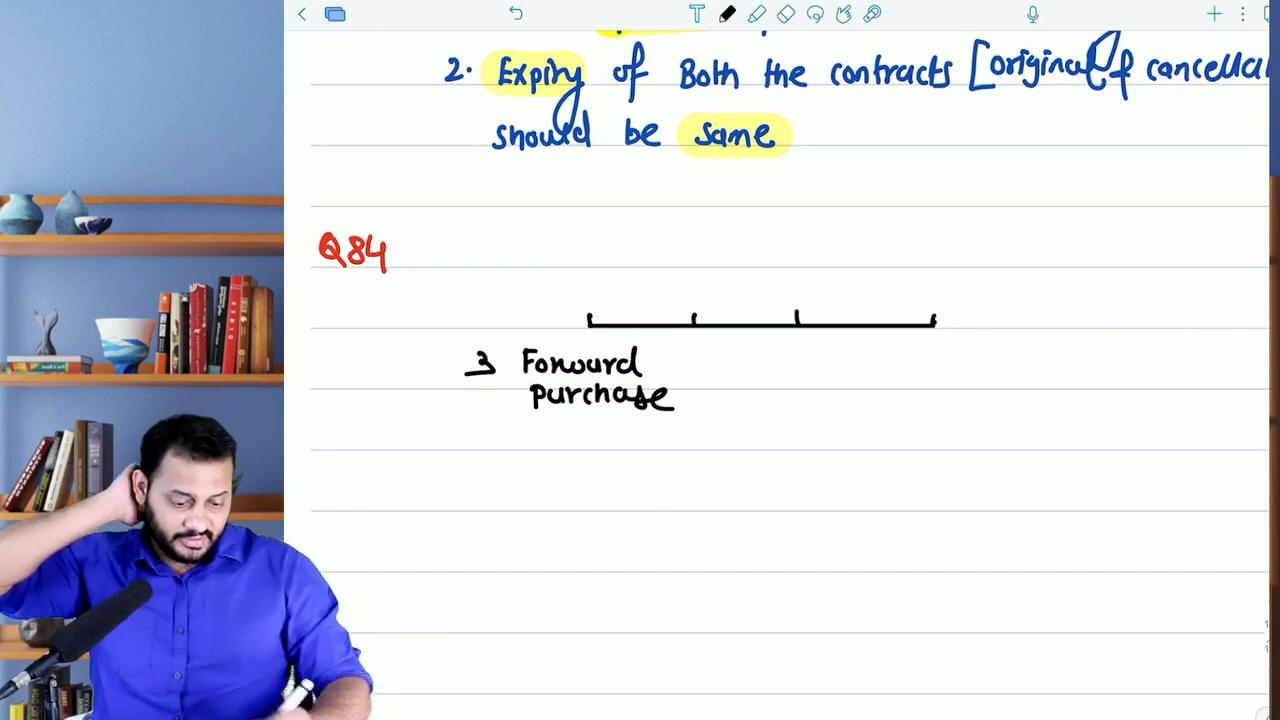 2. Expiry of Both the contracts [original & cancella
should be same
Q84
3 Forward
purchase